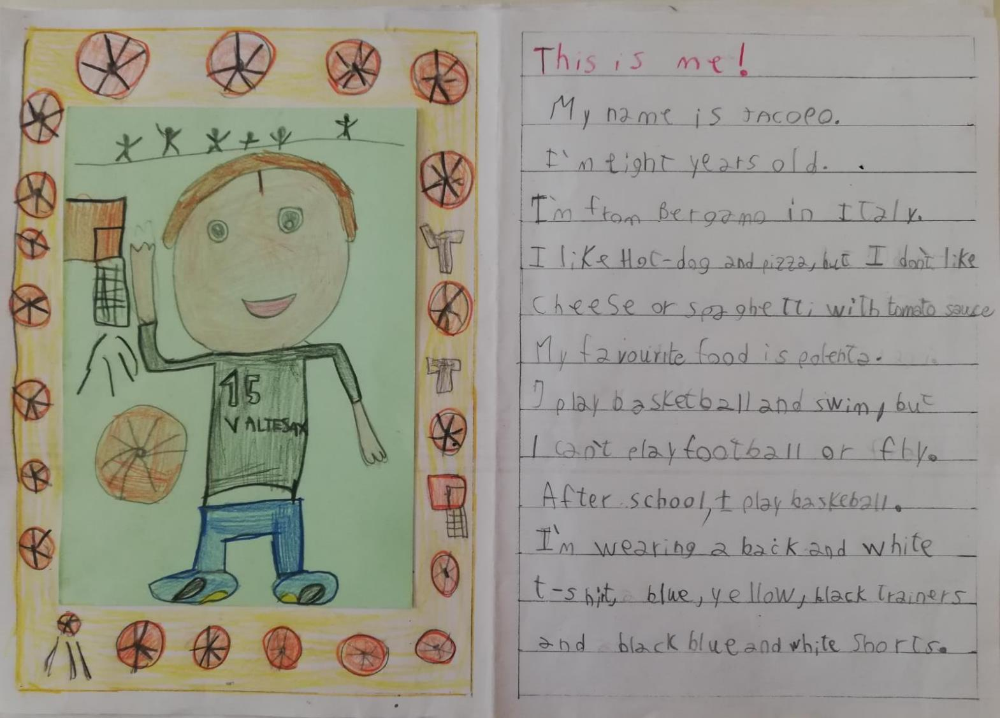 15
VALTESAX
This is me!
My name is JACOPO.
I'm eight years old.
I'm from Bergamo in Italy.
I like Hot-dog and pizza, but I don't like
cheese or spaghetti with tomato sauce
My favourite food is polenta.
I play basketball and swim, but
I can't play football or fly.
After school, I play baskeball.
I'm wearing a back and white
t-shirt, blue, yellow, black trainers
and black blue and white shorts.